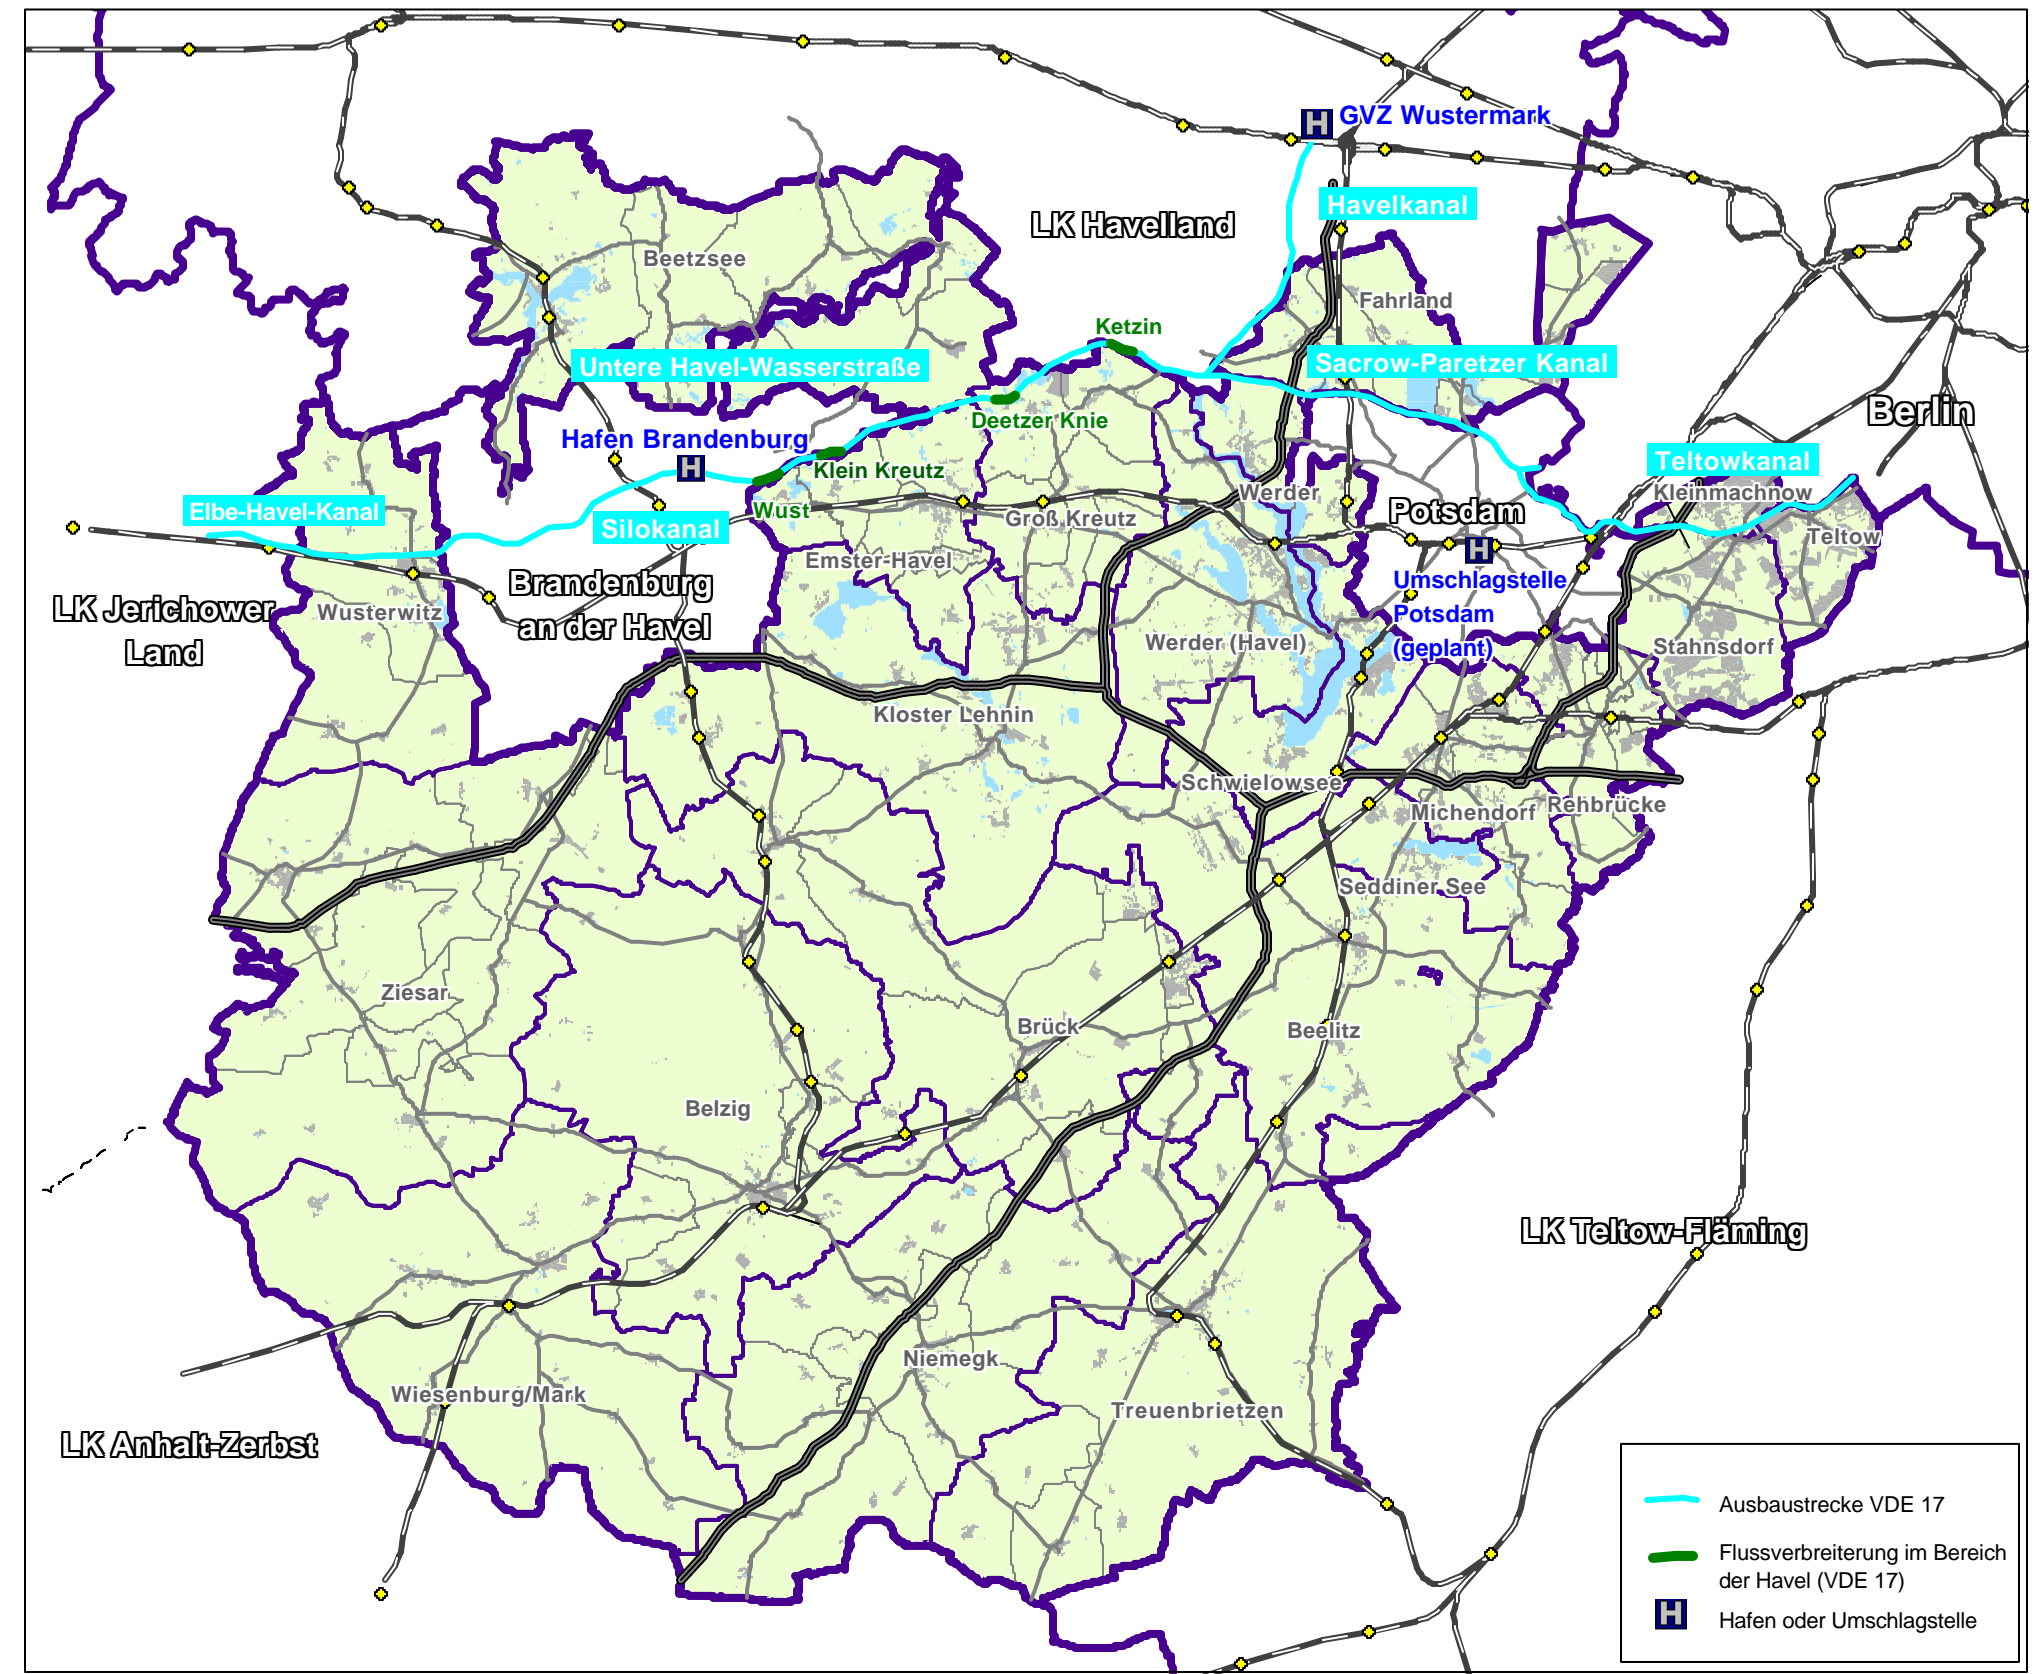 H GVZ Wustermark
Havelkanal
LK Havelland
Beetzsee
Fahrland
Ketzin
Untere Havel-Wasserstraße
Sacrow-Paretzer Kanal
Deetzer Knie
Berlin
Hafen Brandenburg
H
Klein Kreutz
Teltowkanal
Kleinmachnow
Elbe-Havel-Kanal
Wust
Silokanal
Groß Kreutz
Werder
Potsdam
H
Teltow
Emster-Havel
Umschlagstelle
Potsdam
(geplant)
Brandenburg
an der Havel
LK Jerichower
Land
Wusterwitz
Werder (Havel)
Stahnsdorf
Kloster Lehnin
Schwielowsee
Michendorf
Rehbrücke
Seddiner See
Ziesar
Brück
Beelitz
Belzig
LK Teltow-Fläming
Niemegk
Wiesenburg/Mark
Treuenbrietzen
LK Anhalt-Zerbst
Ausbaustrecke VDE 17
Flussverbreiterung im Bereich
der Havel (VDE 17)
H Hafen oder Umschlagstelle